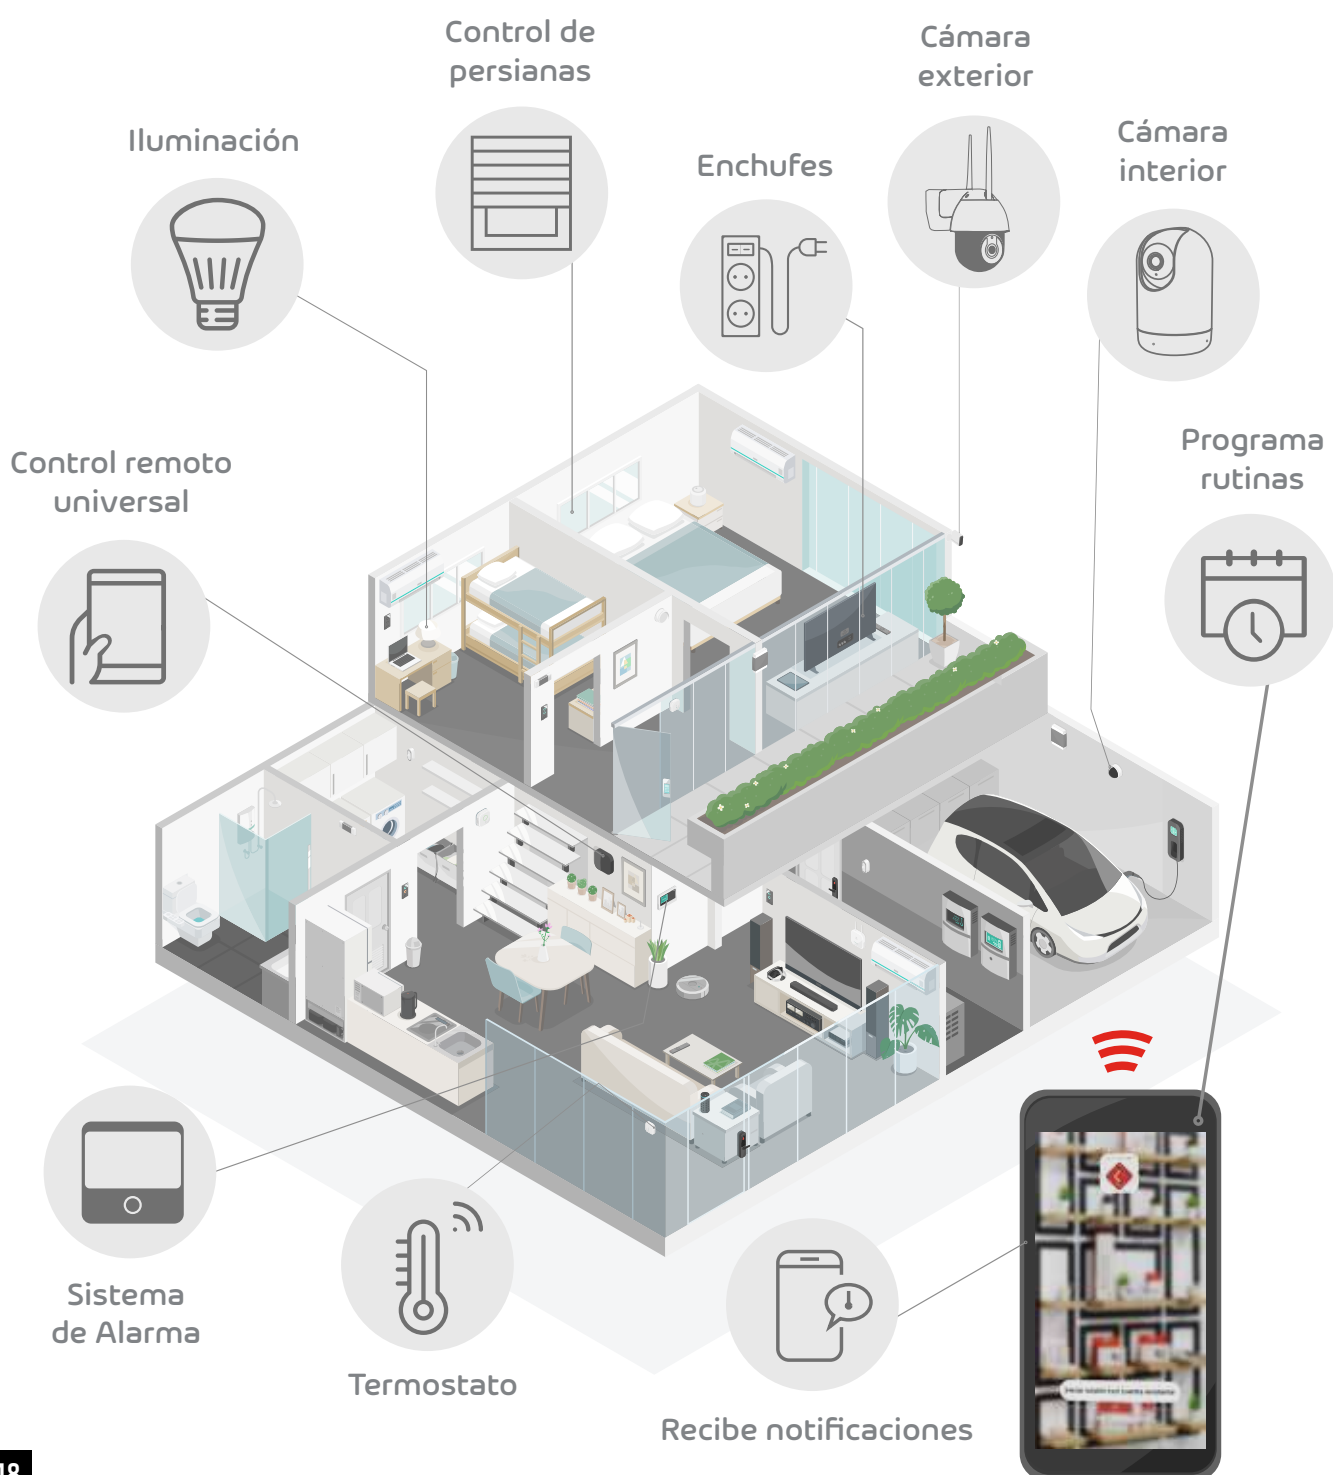 Control de
persianas
Cámara
exterior
Iluminación
Cámara
interior
Enchufes
Programa
rutinas
Control remoto
universal
Sistema
de Alarma
Termostato
Recibe notificaciones